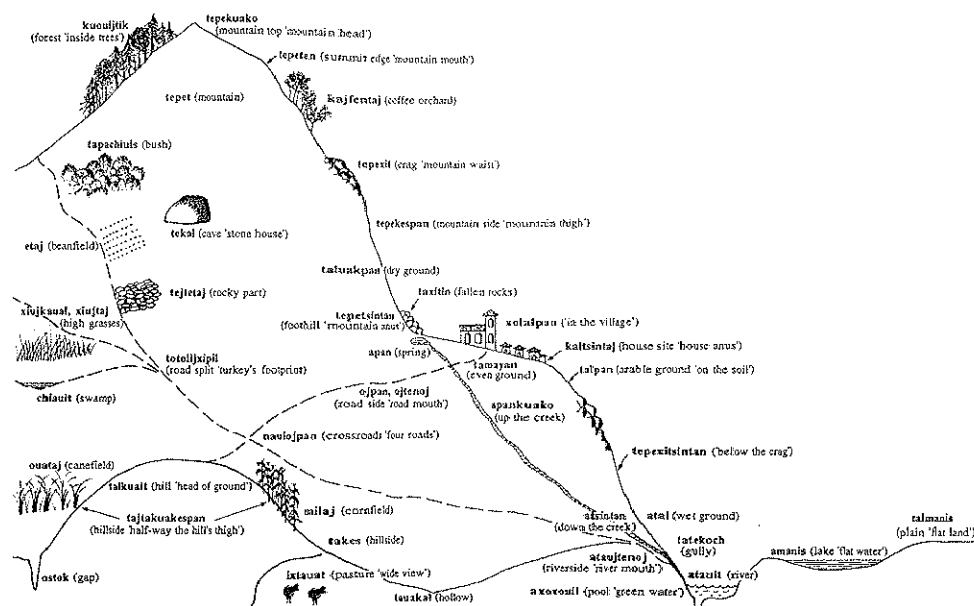 tepekuako
(mountain top 'mountain head')
kuoujtik
(forest 'inside trees')
tepeten (summit edge 'mountain mouth')
tepet (mountain)
kajfentaj (coffee orchard)
tapachiuis (bush)
tepexit (crag 'mountain waist')
tepekespan (mountain side 'mountain thigh')
tekal (cave 'stone house')
etaj (beanfield)
taluakpan (dry ground)
taxitin (fallen rocks)
tejtetaj (rocky part)
tepetsintan
(foothill 'mountain anus')
xolalpan ('in the village')
xiujkaual, xiujtaj
(high grasses)
kaltsintaj (house site 'house anus')
apan (spring)
tamayan
(even ground)
talpan (arable ground 'on the soil')
totolijxipil
(road split 'turkey's footprint')
ojpan, ojtenoj
(road side 'road mouth')
chiauit (swamp)
apankuako
(up the creek)
nauiojpan (crossroads 'four roads')
tepexitsintan ('below the crag')
ouataj (canefield)
talkuait (hill 'head of ground')
milaj (cornfield)
tajtakuakespan
(hillside 'half-way the hill's thigh')
atsintan
(down the creek)
atal (wet ground)
talmanis
(plain 'flat land')
takes (hillside)
tatekoch
(gully)
amanis (lake 'flat water')
ostok (gap)
ixtauat (pasture 'wide view')
ataujtenoj
(riverside 'river mouth')
atauit (river)
tauakal (hollow)
axoxouil (pool 'green water')